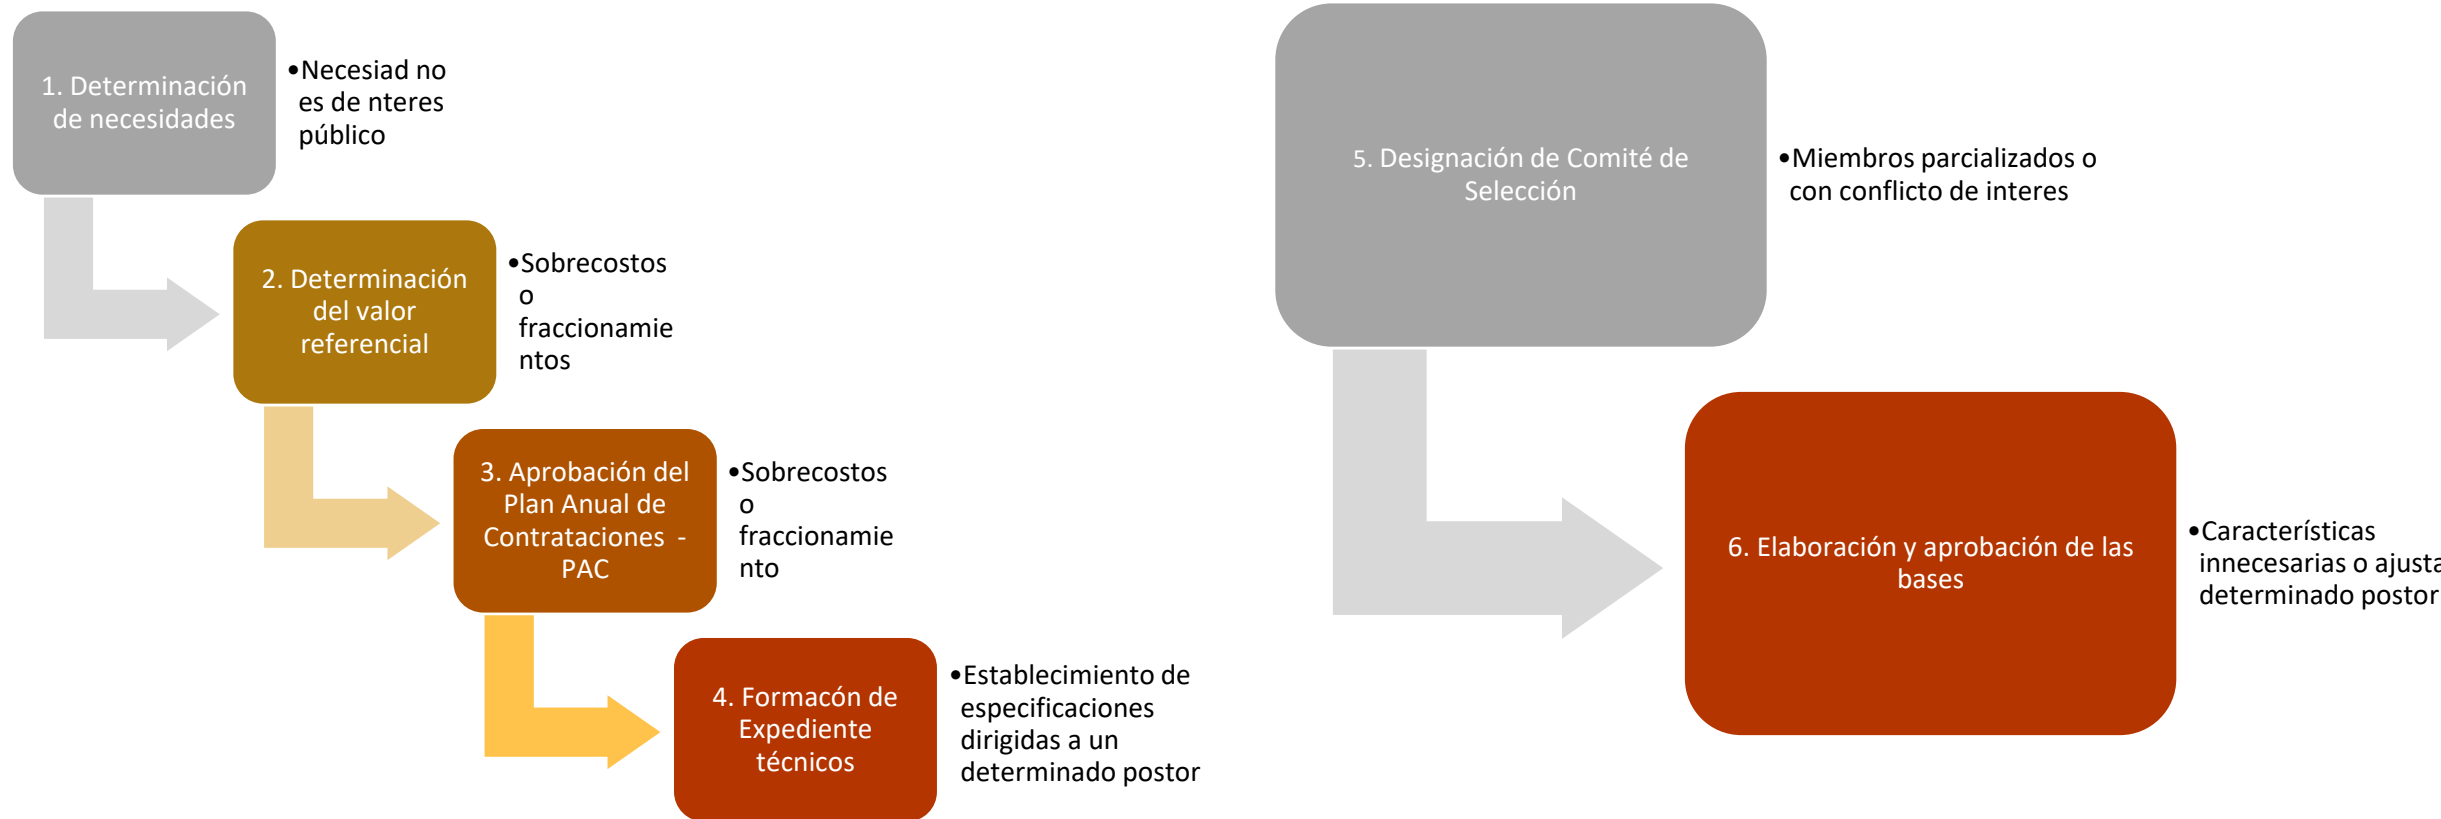 1. Determinación
de necesidades
•Necesiad no
es de nteres
público
2. Determinación
del valor
referencial
•Sobrecostos
o
fraccionamie
ntos
3. Aprobación del
Plan Anual de
Contrataciones -
PAC
•Sobrecostos
o
fraccionamie
nto
4. Formacón de
Expediente
técnicos
•Establecimiento de
especificaciones
dirigidas a un
determinado postor
5. Designación de Comité de
Selección
•Miembros parcializados o
con conflicto de interes
6. Elaboración y aprobación de las
bases
•Características
innecesarias o
determinado postor